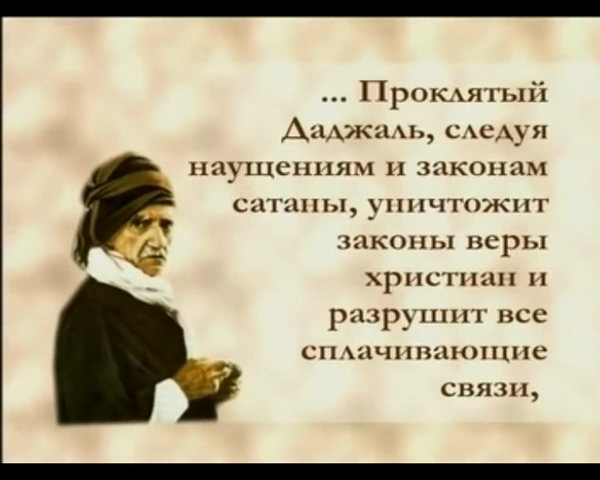 ... Проклятый
Даджаль, следуя
наущениям и законам
сатаны, уничтожит
законы веры
христиан и
разрушит все
сплачивающие
связи,